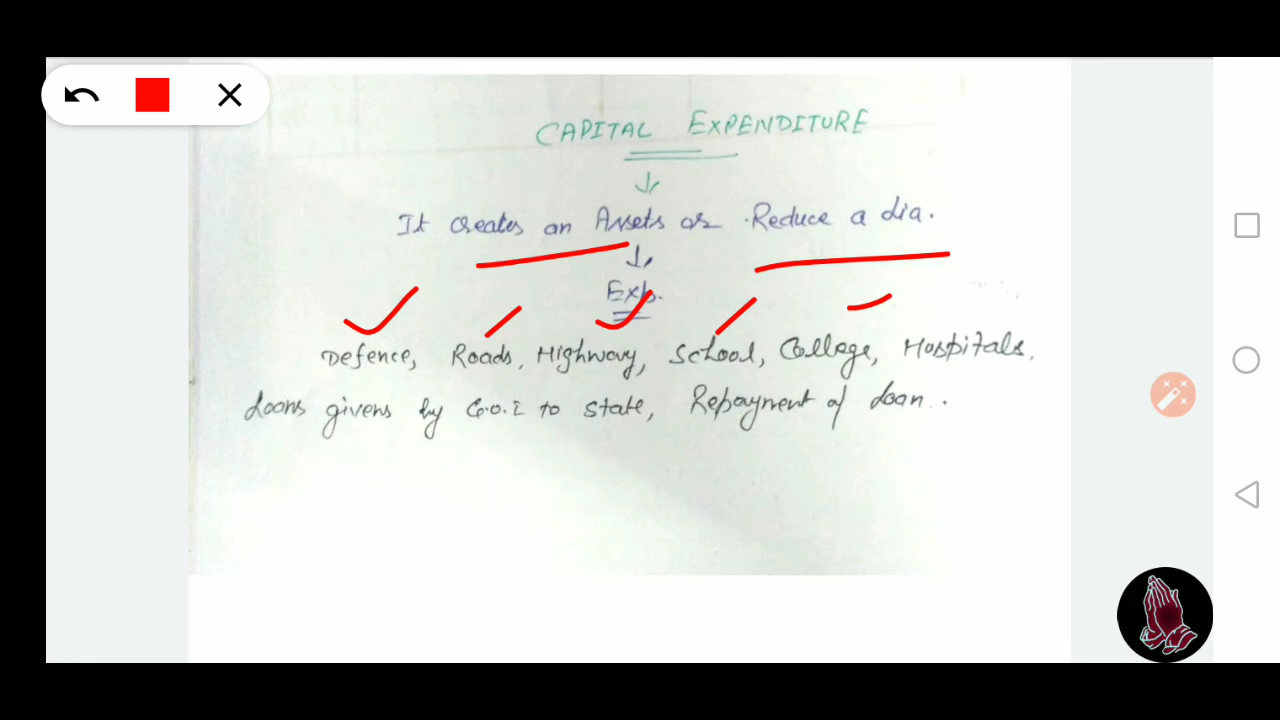 CAPITAL EXPENDITURE
It creates an Assets or Reduce a Lia.
Exp.
Defence, Roads, Highway, School, College, Hospitals,
Loans givens by G.O.I to state, Repayment of Loan..